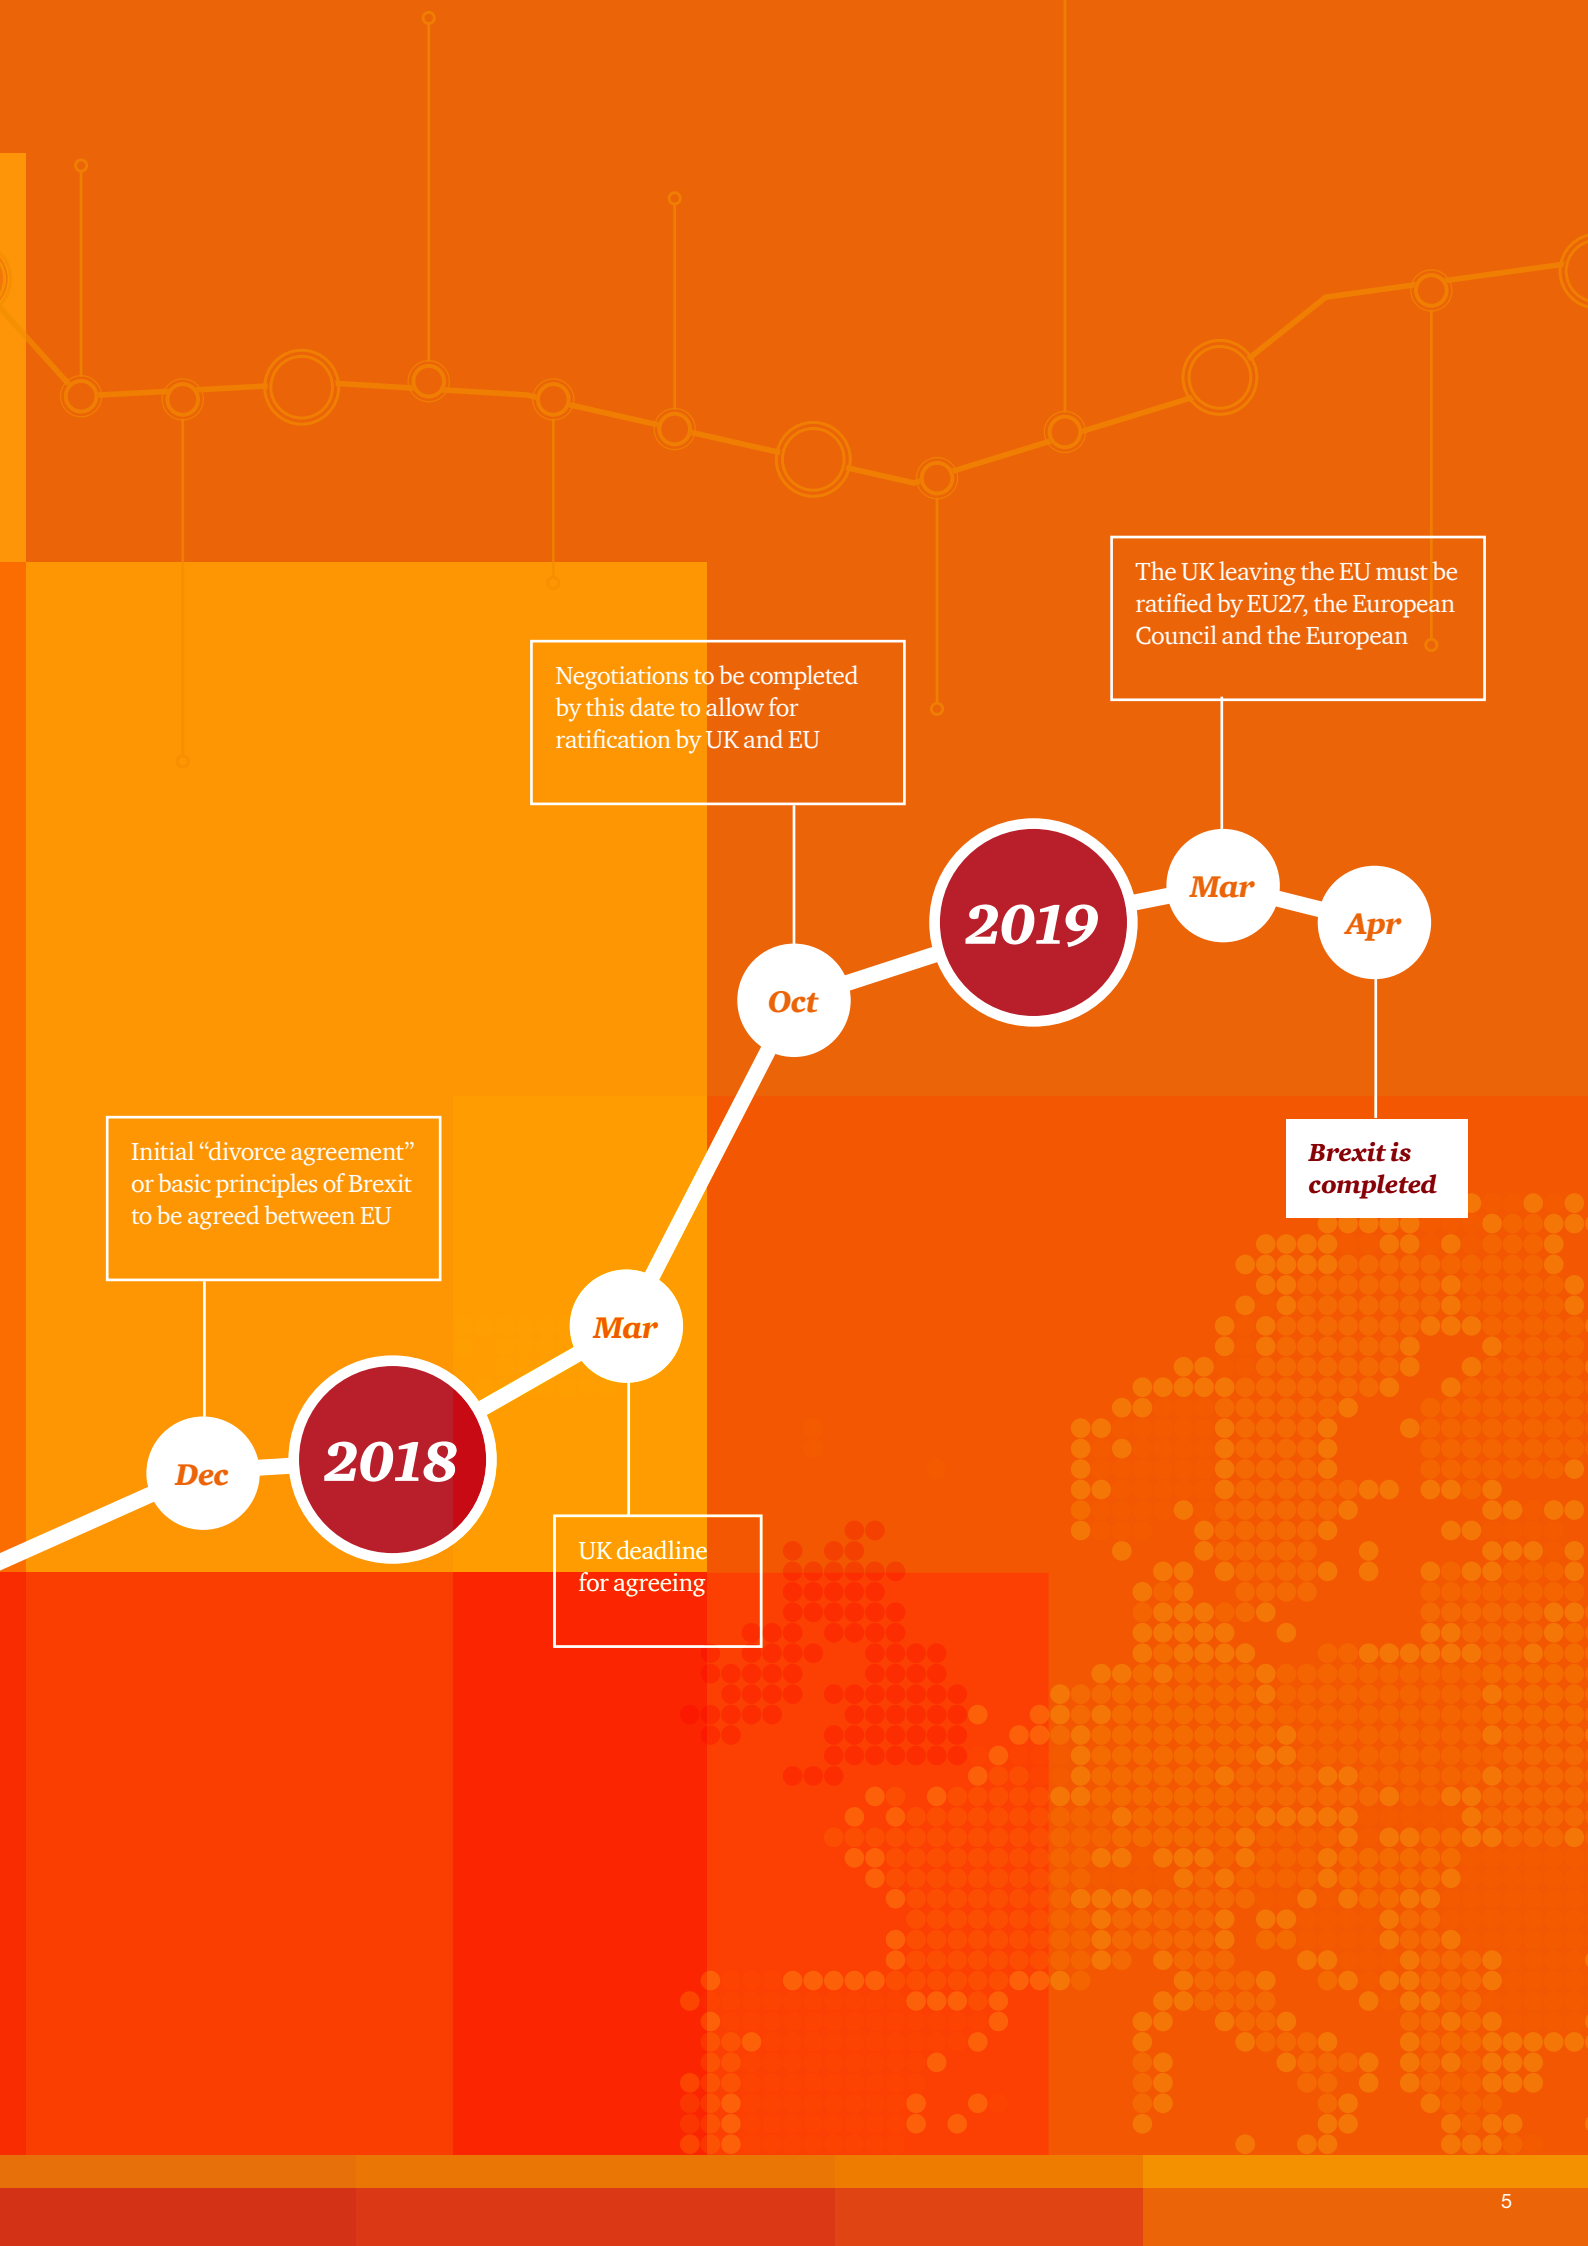 The UK leaving the EU must be
ratified by EU27, the European
Council and the European
Negotiations to be completed
by this date to allow for
ratification by UK and EU
2019
Mar
Apr
Oct
Brexit is
completed
Initial “divorce agreement”
or basic principles of Brexit
to be agreed between EU
Mar
Dec
2018
UK deadline
for agreeing
5